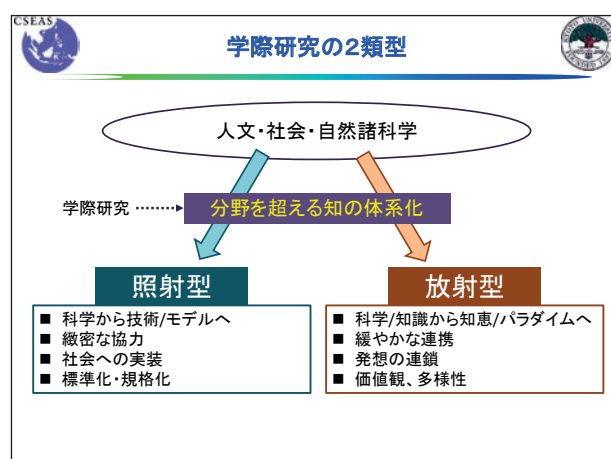 CSEAS
学際研究の2類型
KYOTO UNIVERSITY
FOUNDED 1897
人文・社会・自然諸科学
学際研究
分野を超える知の体系化
照射型
■ 科学から技術/モデルへ
■ 緻密な協力
■ 社会への実装
■ 標準化・規格化
放射型
■ 科学/知識から知恵/パラダイムへ
■ 緩やかな連携
■ 発想の連鎖
■ 価値観、多様性